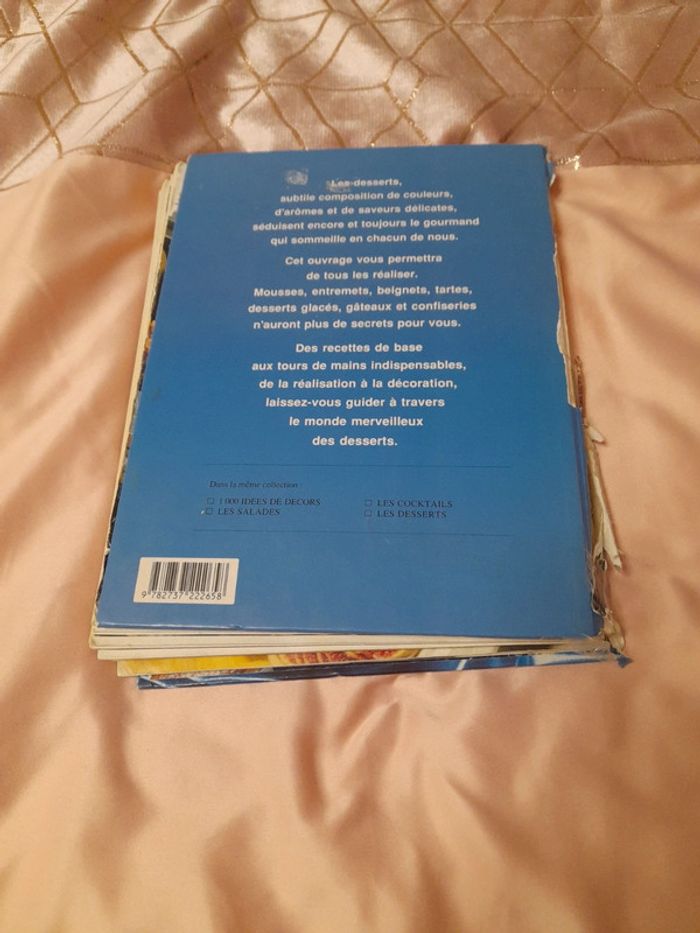 Les desserts,
subtile composition de couleurs,
d'arômes et de saveurs délicates,
séduisent encore et toujours le gourmand
qui sommeille en chacun de nous.
Cet ouvrage vous permettra
de tous les réaliser.
Mousses, entremets, beignets, tartes,
desserts glacés, gâteaux et confiseries
n'auront plus de secrets pour vous.
Des recettes de base
aux tours de mains indispensables,
de la réalisation à la décoration,
laissez-vous guider à travers
le monde merveilleux
des desserts.
Dans la même collection :
□ 1 000 IDÉES DE DECORS □ LES COCKTAILS
□ LES SALADES □ LES DESSERTS
9 782737 222658